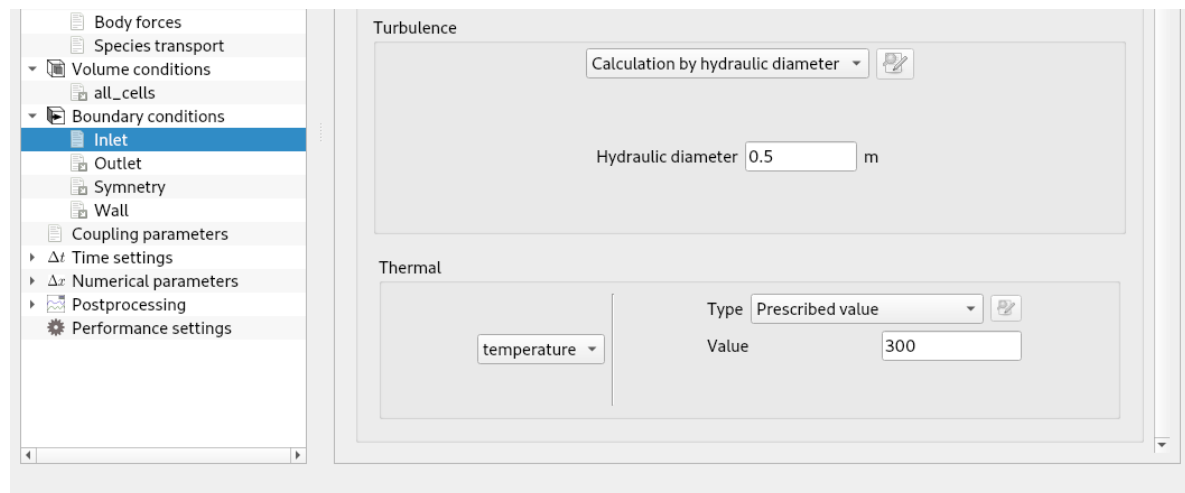 Body forces
Species transport
Volume conditions
all_cells
Boundary conditions
Inlet
Outlet
Symnetry
Wall
Coupling parameters
Δt Time settings
Δx Numerical parameters
Postprocessing
Performance settings
Turbulence
Calculation by hydraulic diameter
Hydraulic diameter 0.5 m
Thermal
temperature
Type Prescribed value
Value 300